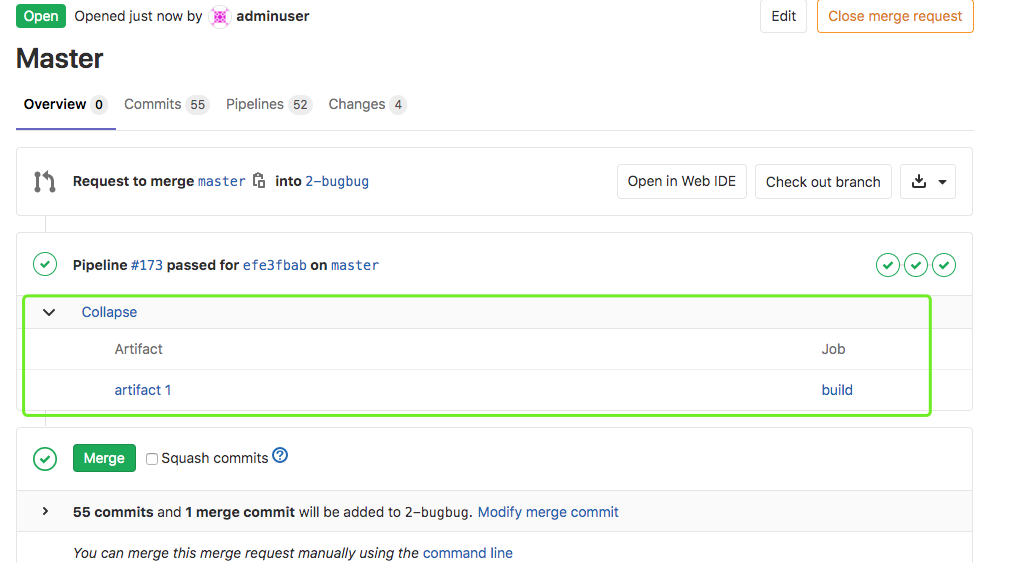 Open Opened just now by adminuser Edit Close merge request
Master
Overview 0 Commits 55 Pipelines 52 Changes 4
Request to merge master into 2-bugbug Open in Web IDE Check out branch
Pipeline #173 passed for efe3fbab on master
Collapse
Artifact Job
artifact 1 build
Merge Squash commits ?
55 commits and 1 merge commit will be added to 2-bugbug. Modify merge commit
You can merge this merge request manually using the command line